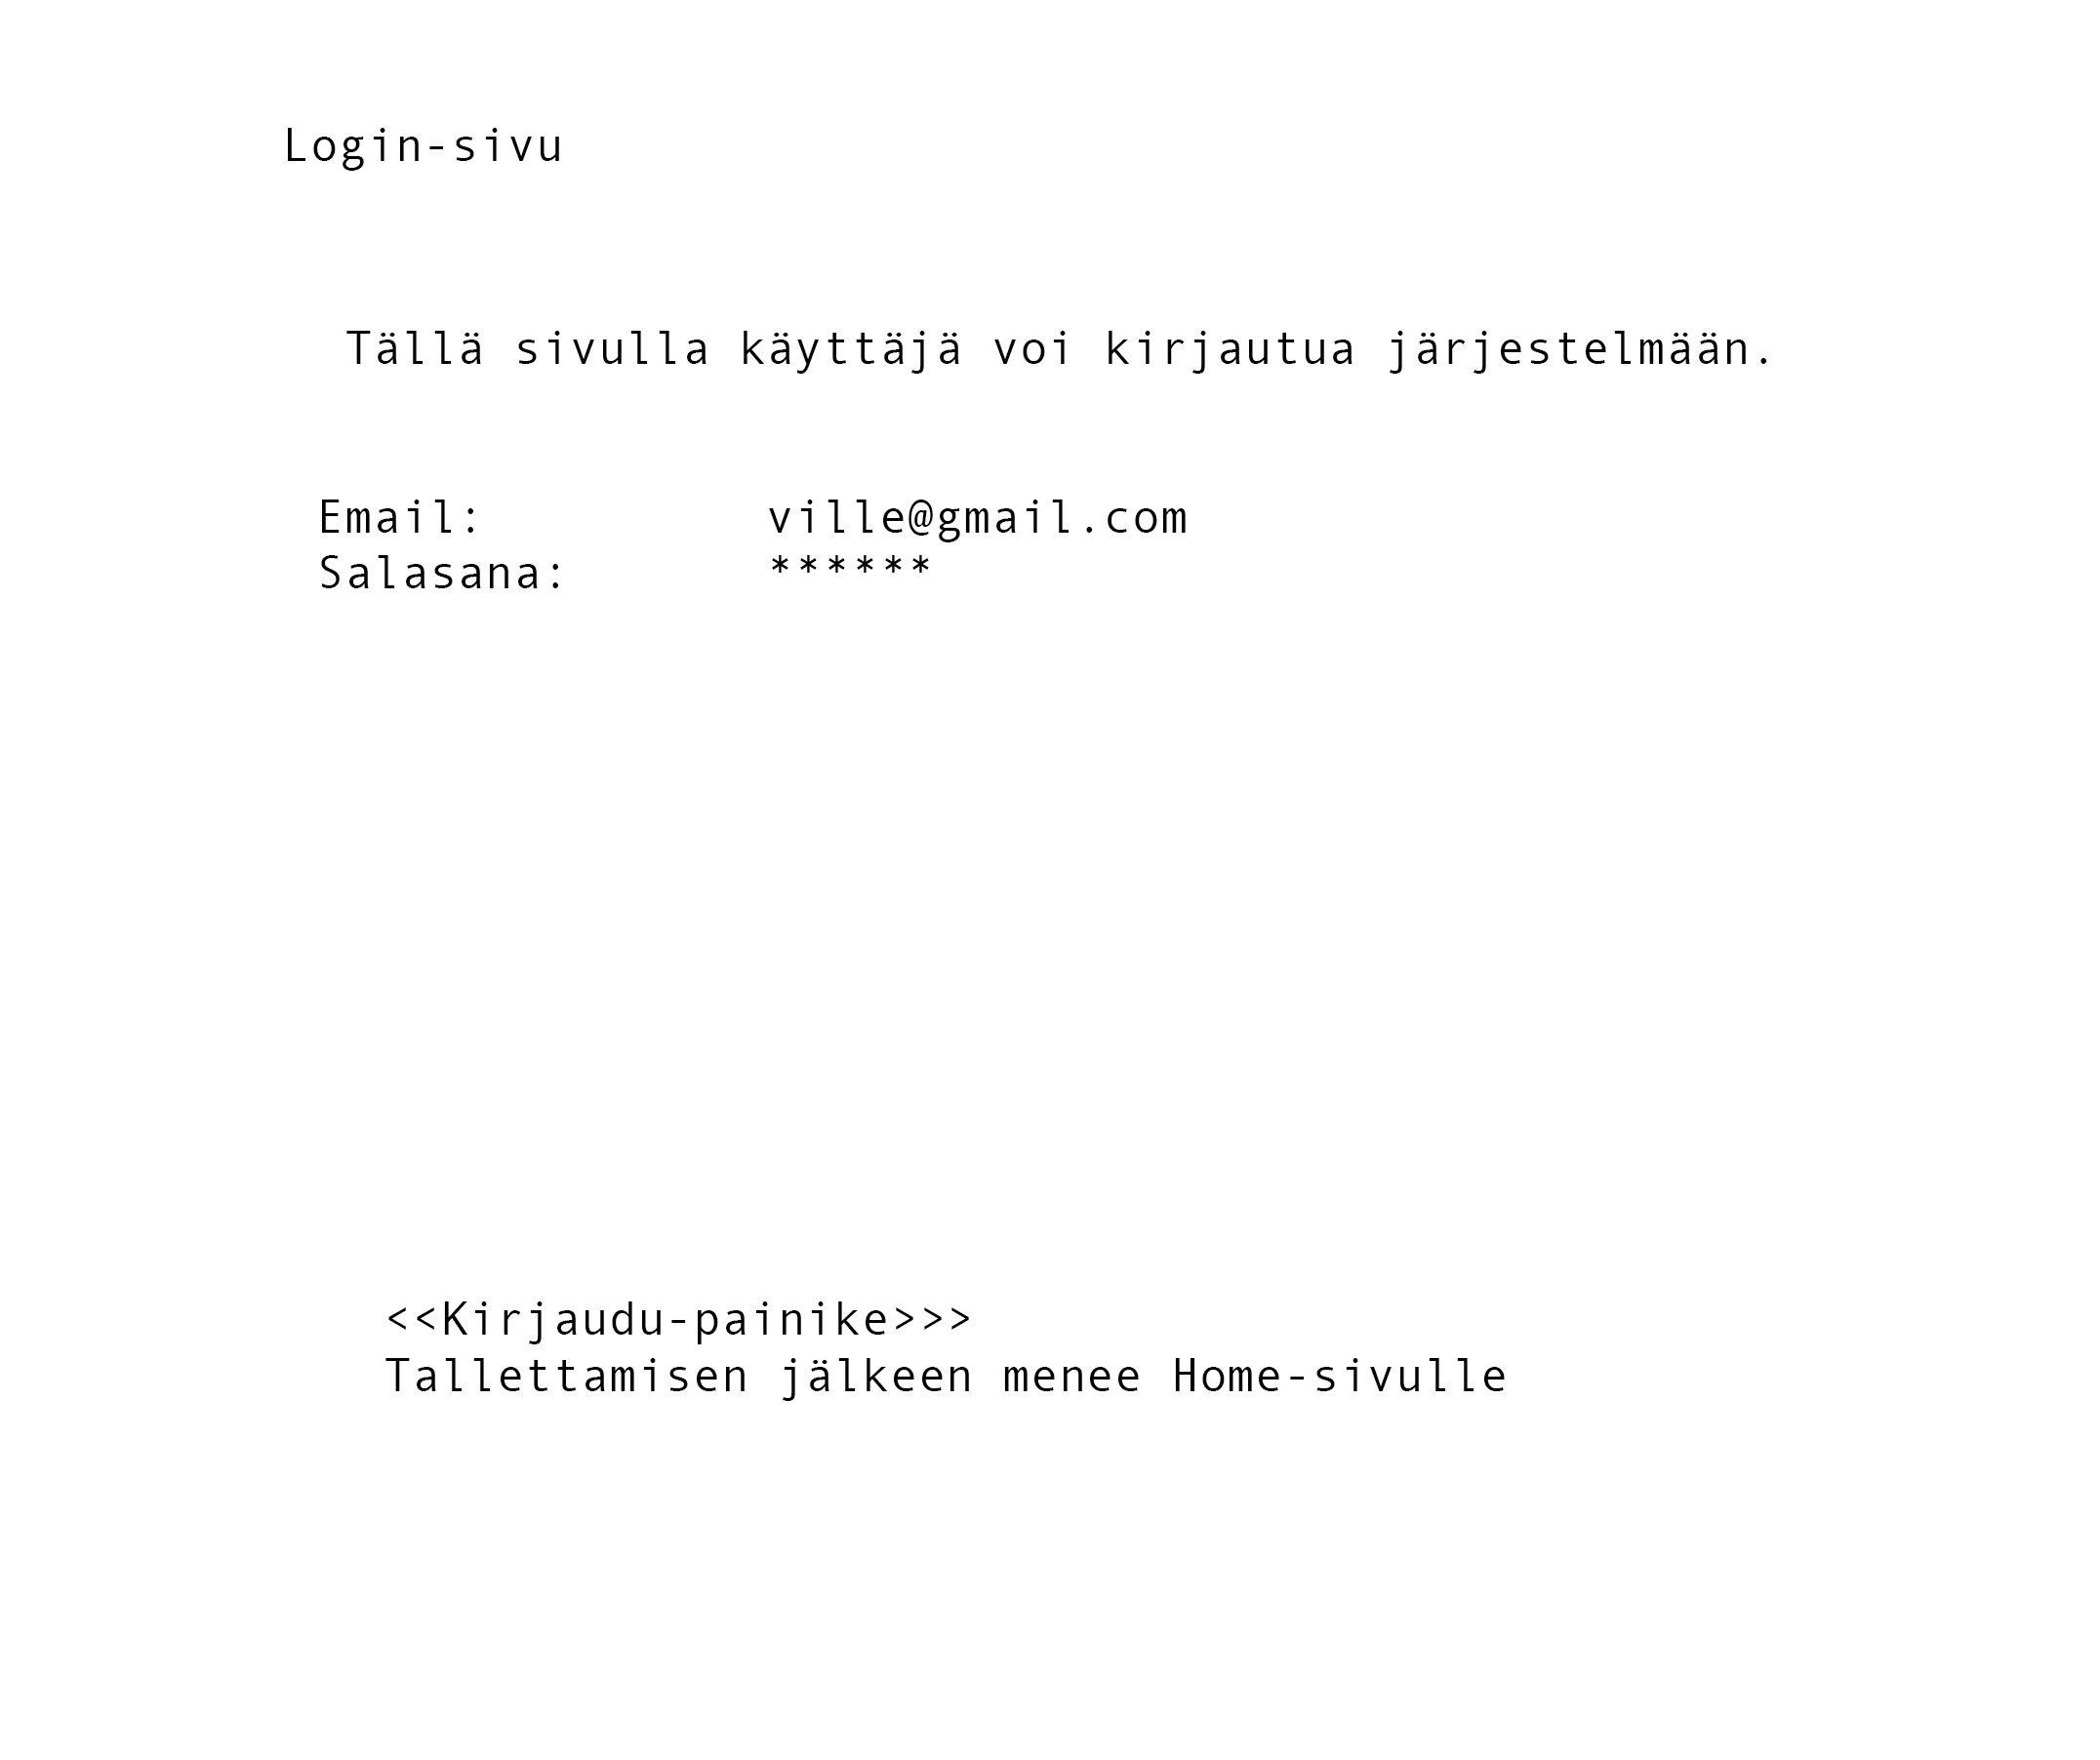 Login-sivu
Tällä sivulla käyttäjä voi kirjautua järjestelmään.
Email: ville@gmail.com
Salasana: ******
<<Kirjaudu-painike>>>
Tallettamisen jälkeen menee Home-sivulle